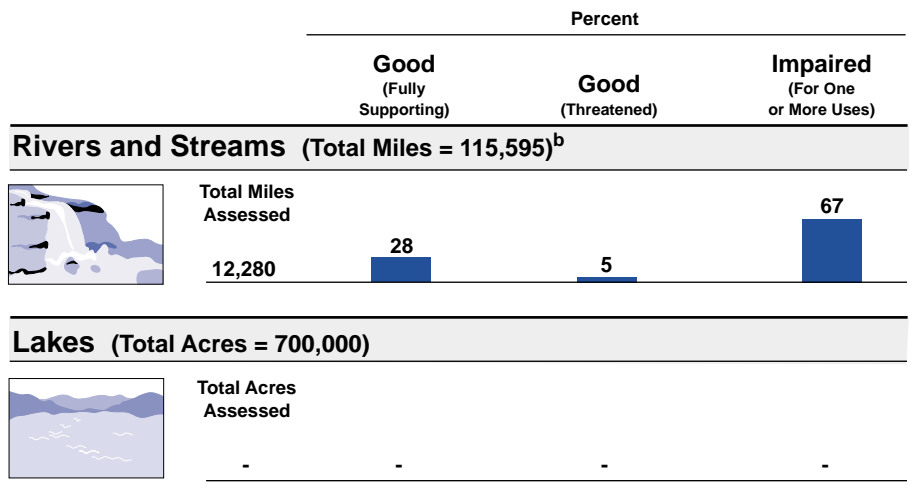 Percent
Good
(Fully
Supporting)
Good
(Threatened)
Impaired
(For One
or More Uses)
Rivers and Streams (Total Miles = 115,595)b
Total Miles
Assessed
12,280
28
5
67
Lakes (Total Acres = 700,000)
Total Acres
Assessed
- - - -